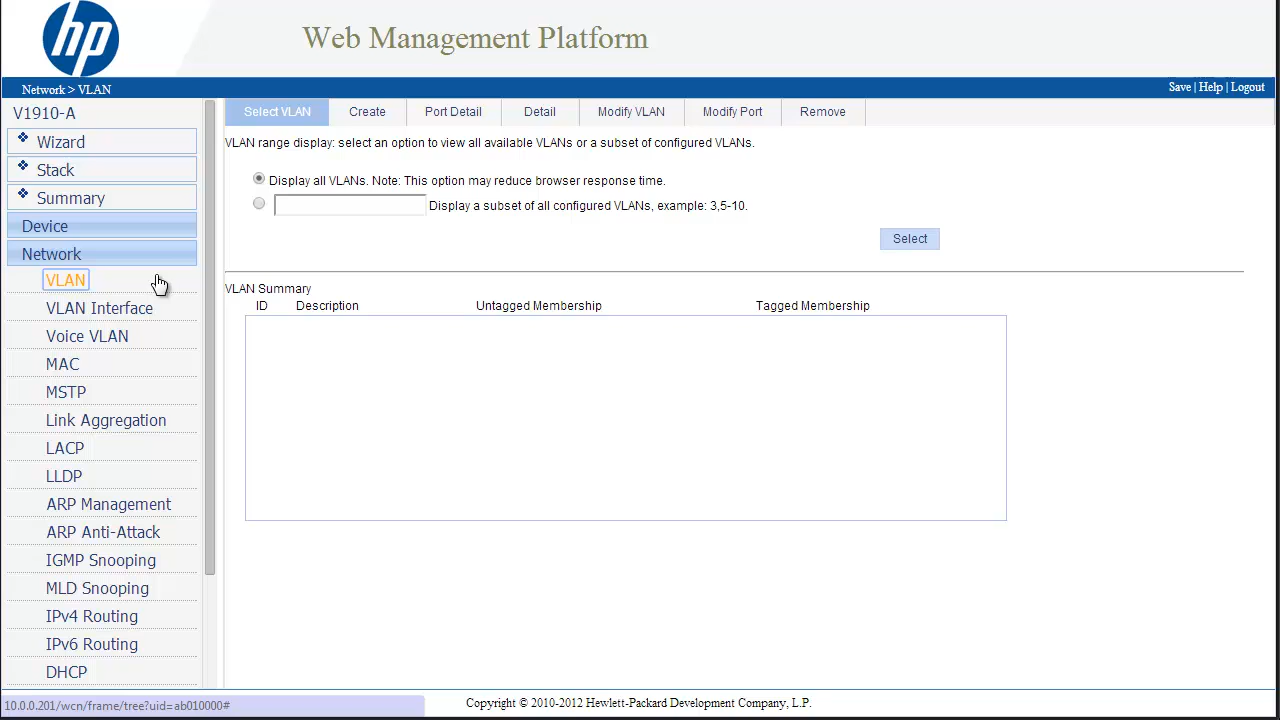 hp
Web Management Platform
Network > VLAN
Save | Help | Logout
V1910-A
Wizard
Stack
Summary
Device
Network
VLAN
VLAN Interface
Voice VLAN
MAC
MSTP
Link Aggregation
LACP
LLDP
ARP Management
ARP Anti-Attack
IGMP Snooping
MLD Snooping
IPv4 Routing
IPv6 Routing
DHCP
Select VLAN Create Port Detail Detail Modify VLAN Modify Port Remove
VLAN range display: select an option to view all available VLANs or a subset of configured VLANs.
Display all VLANs. Note: This option may reduce browser response time.
Display a subset of all configured VLANs, example: 3,5-10.
Select
VLAN Summary
ID Description Untagged Membership Tagged Membership
10.0.0.201/wcn/frame/tree?uid=ab010000#
Copyright © 2010-2012 Hewlett-Packard Development Company, L.P.